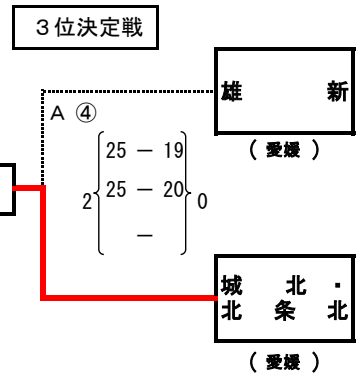 ３位決定戦
雄　新
( 愛媛 )
A ④
25 － 19
2 25 － 20 0
－
城　北・
北　条　北
( 愛媛 )